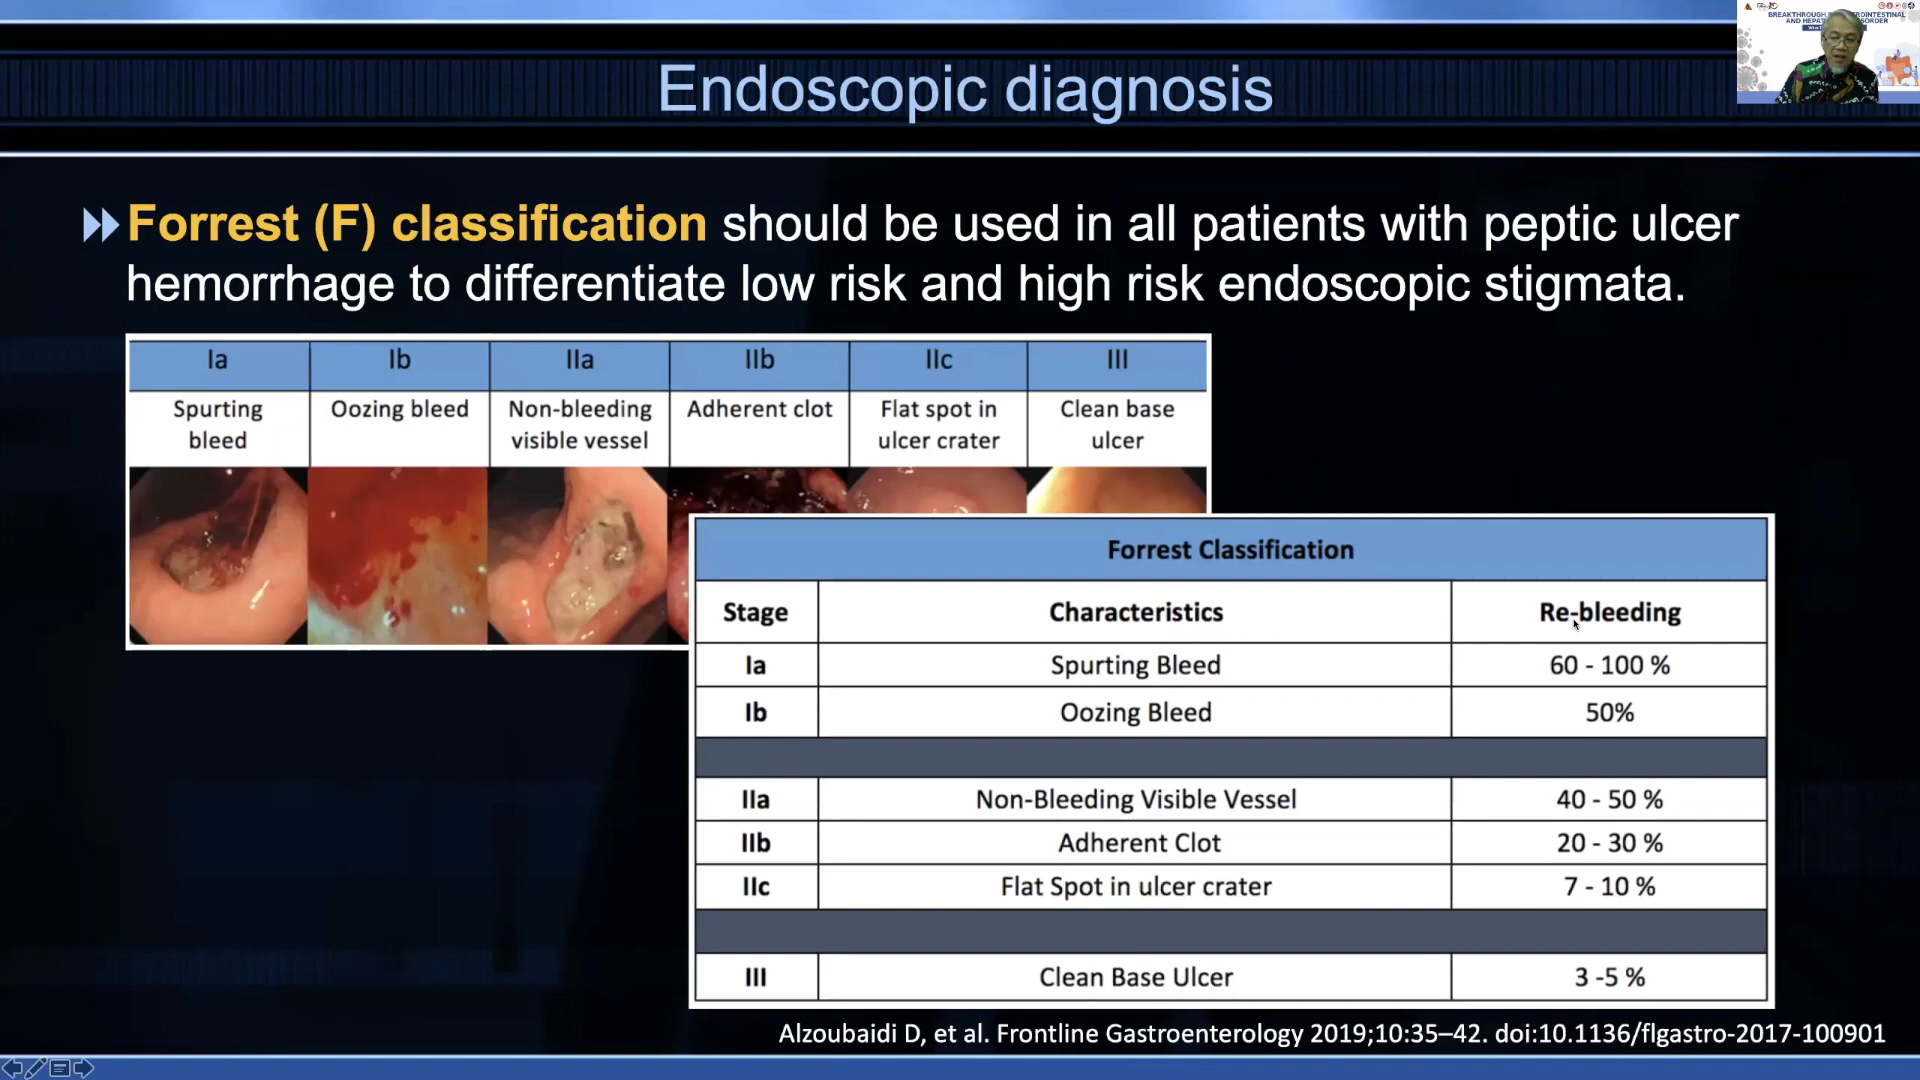 BREAKTHROUGH
GASTROINTESTINAL
AND HEPAT
DISORDER
Endoscopic diagnosis
Forrest (F) classification should be used in all patients with peptic ulcer
hemorrhage to differentiate low risk and high risk endoscopic stigmata.
Ia Ib IIa IIb IIc III
Spurting bleed
Oozing bleed
Non-bleeding visible vessel
Adherent clot
Flat spot in ulcer crater
Clean base ulcer
Forrest Classification
Stage Characteristics Re-bleeding
Ia Spurting Bleed 60 - 100 %
Ib Oozing Bleed 50%
IIa Non-Bleeding Visible Vessel 40 - 50 %
IIb Adherent Clot 20 - 30 %
IIc Flat Spot in ulcer crater 7 - 10 %
III Clean Base Ulcer 3 -5 %
Alzoubaidi D, et al. Frontline Gastroenterology 2019;10:35–42. doi:10.1136/flgastro-2017-100901